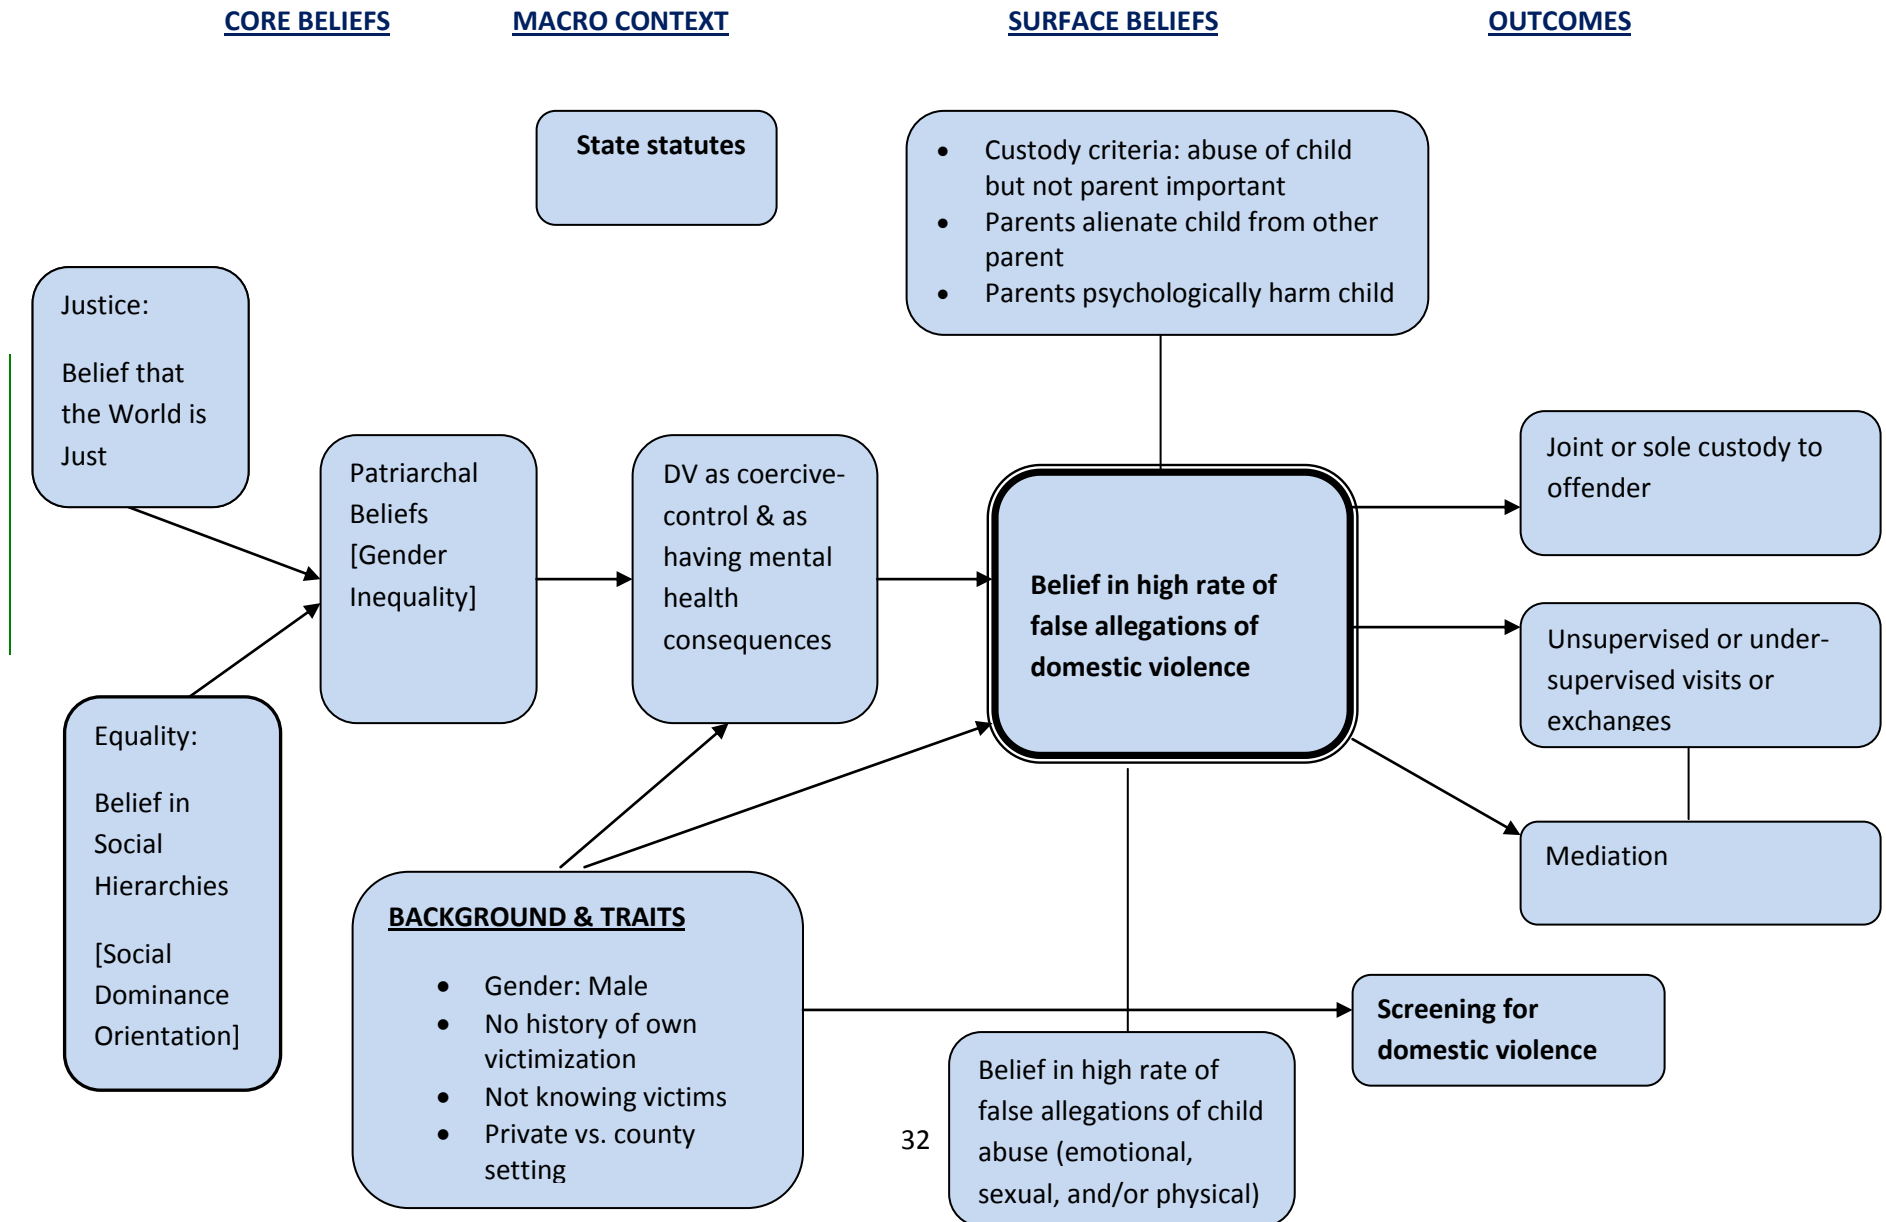 CORE BELIEFS
MACRO CONTEXT
SURFACE BELIEFS
OUTCOMES
State statutes
• Custody criteria: abuse of child
but not parent important
• Parents alienate child from other
parent
• Parents psychologically harm child
Justice:
Belief that
the World is
Just
Patriarchal
Beliefs
[Gender
Inequality]
DV as coercive-
control & as
having mental
health
consequences
Belief in high rate of
false allegations of
domestic violence
Joint or sole custody to
offender
Unsupervised or under-
supervised visits or
exchanges
Mediation
Equality:
Belief in
Social
Hierarchies
[Social
Dominance
Orientation]
BACKGROUND & TRAITS
• Gender: Male
• No history of own
victimization
• Not knowing victims
• Private vs. county
setting
Screening for
domestic violence
Belief in high rate of
false allegations of child
abuse (emotional,
sexual, and/or physical)
32